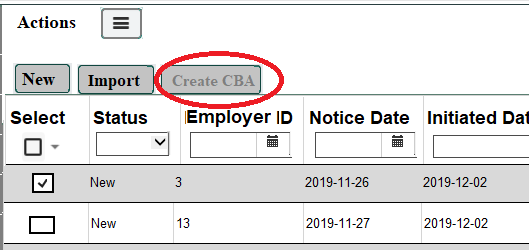 Actions
New Import Create CBA
Select Status Employer ID Notice Date Initiated Dat
New 3 2019-11-26 2019-12-02
New 13 2019-11-27 2019-12-02